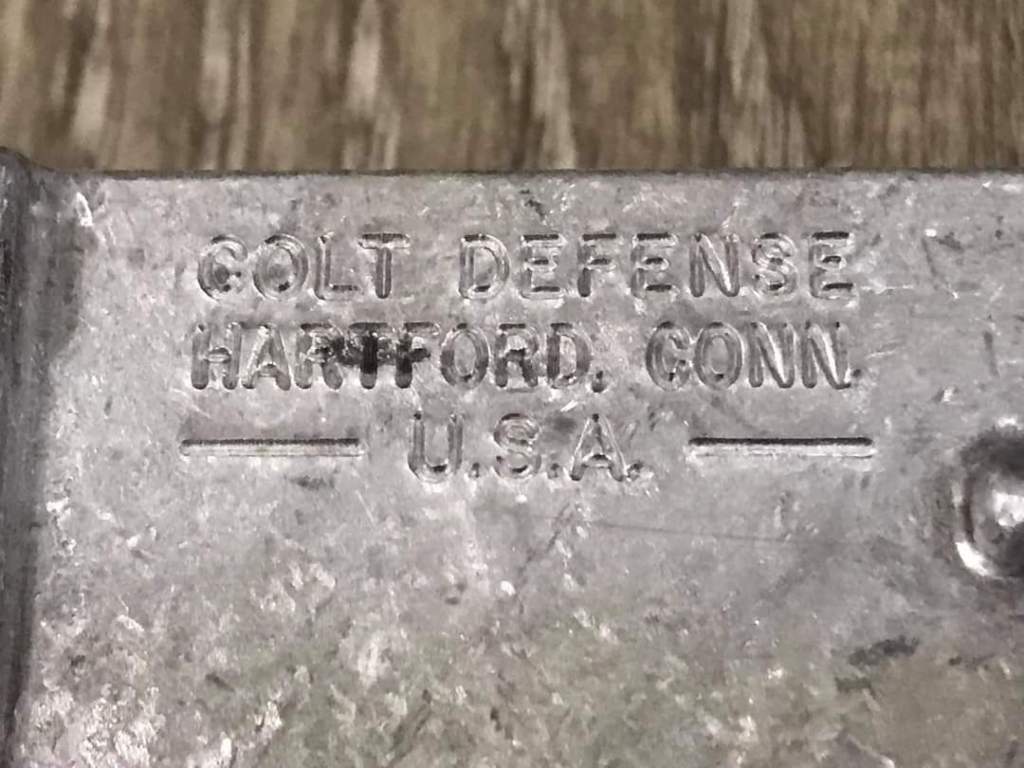 COLT DEFENSE
HARTFORD, CONN.
U.S.A.